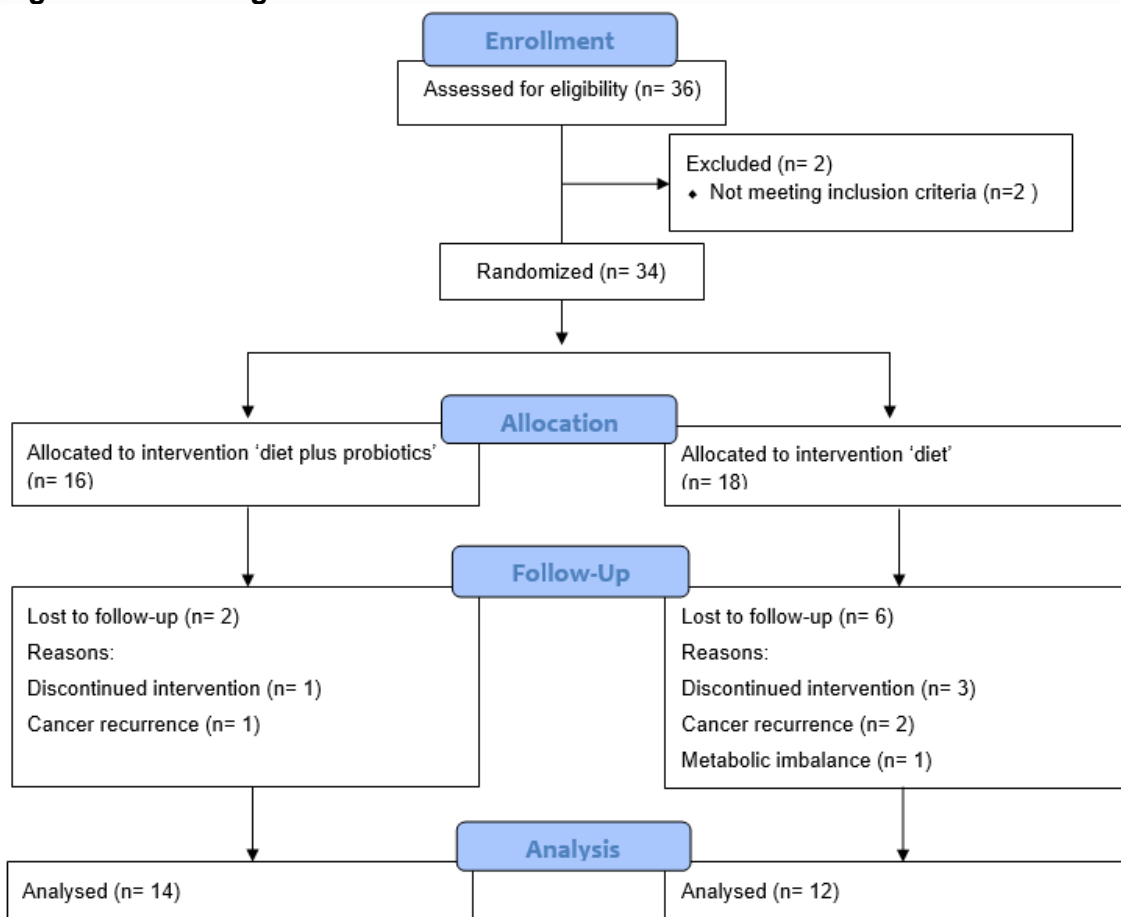 Enrollment
Assessed for eligibility (n= 36)
Excluded (n= 2)
⬥ Not meeting inclusion criteria (n=2 )
Randomized (n= 34)
Allocation
Allocated to intervention ‘diet plus probiotics’
(n= 16)
Allocated to intervention ‘diet’
(n= 18)
Follow-Up
Lost to follow-up (n= 2)
Reasons:
Discontinued intervention (n= 1)
Cancer recurrence (n= 1)
Lost to follow-up (n= 6)
Reasons:
Discontinued intervention (n= 3)
Cancer recurrence (n= 2)
Metabolic imbalance (n= 1)
Analysis
Analysed (n= 14)
Analysed (n= 12)